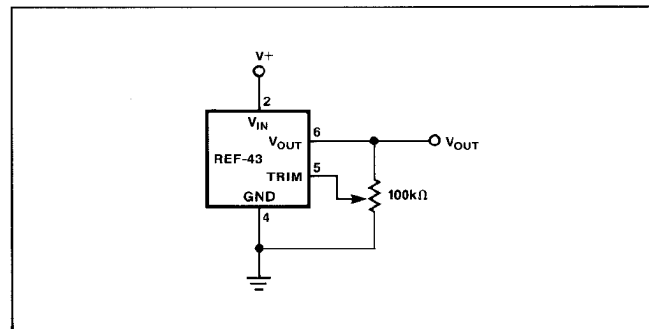 V+
2
VIN
VOUT
6
VOUT
REF-43
5
TRIM
100kΩ
GND
4